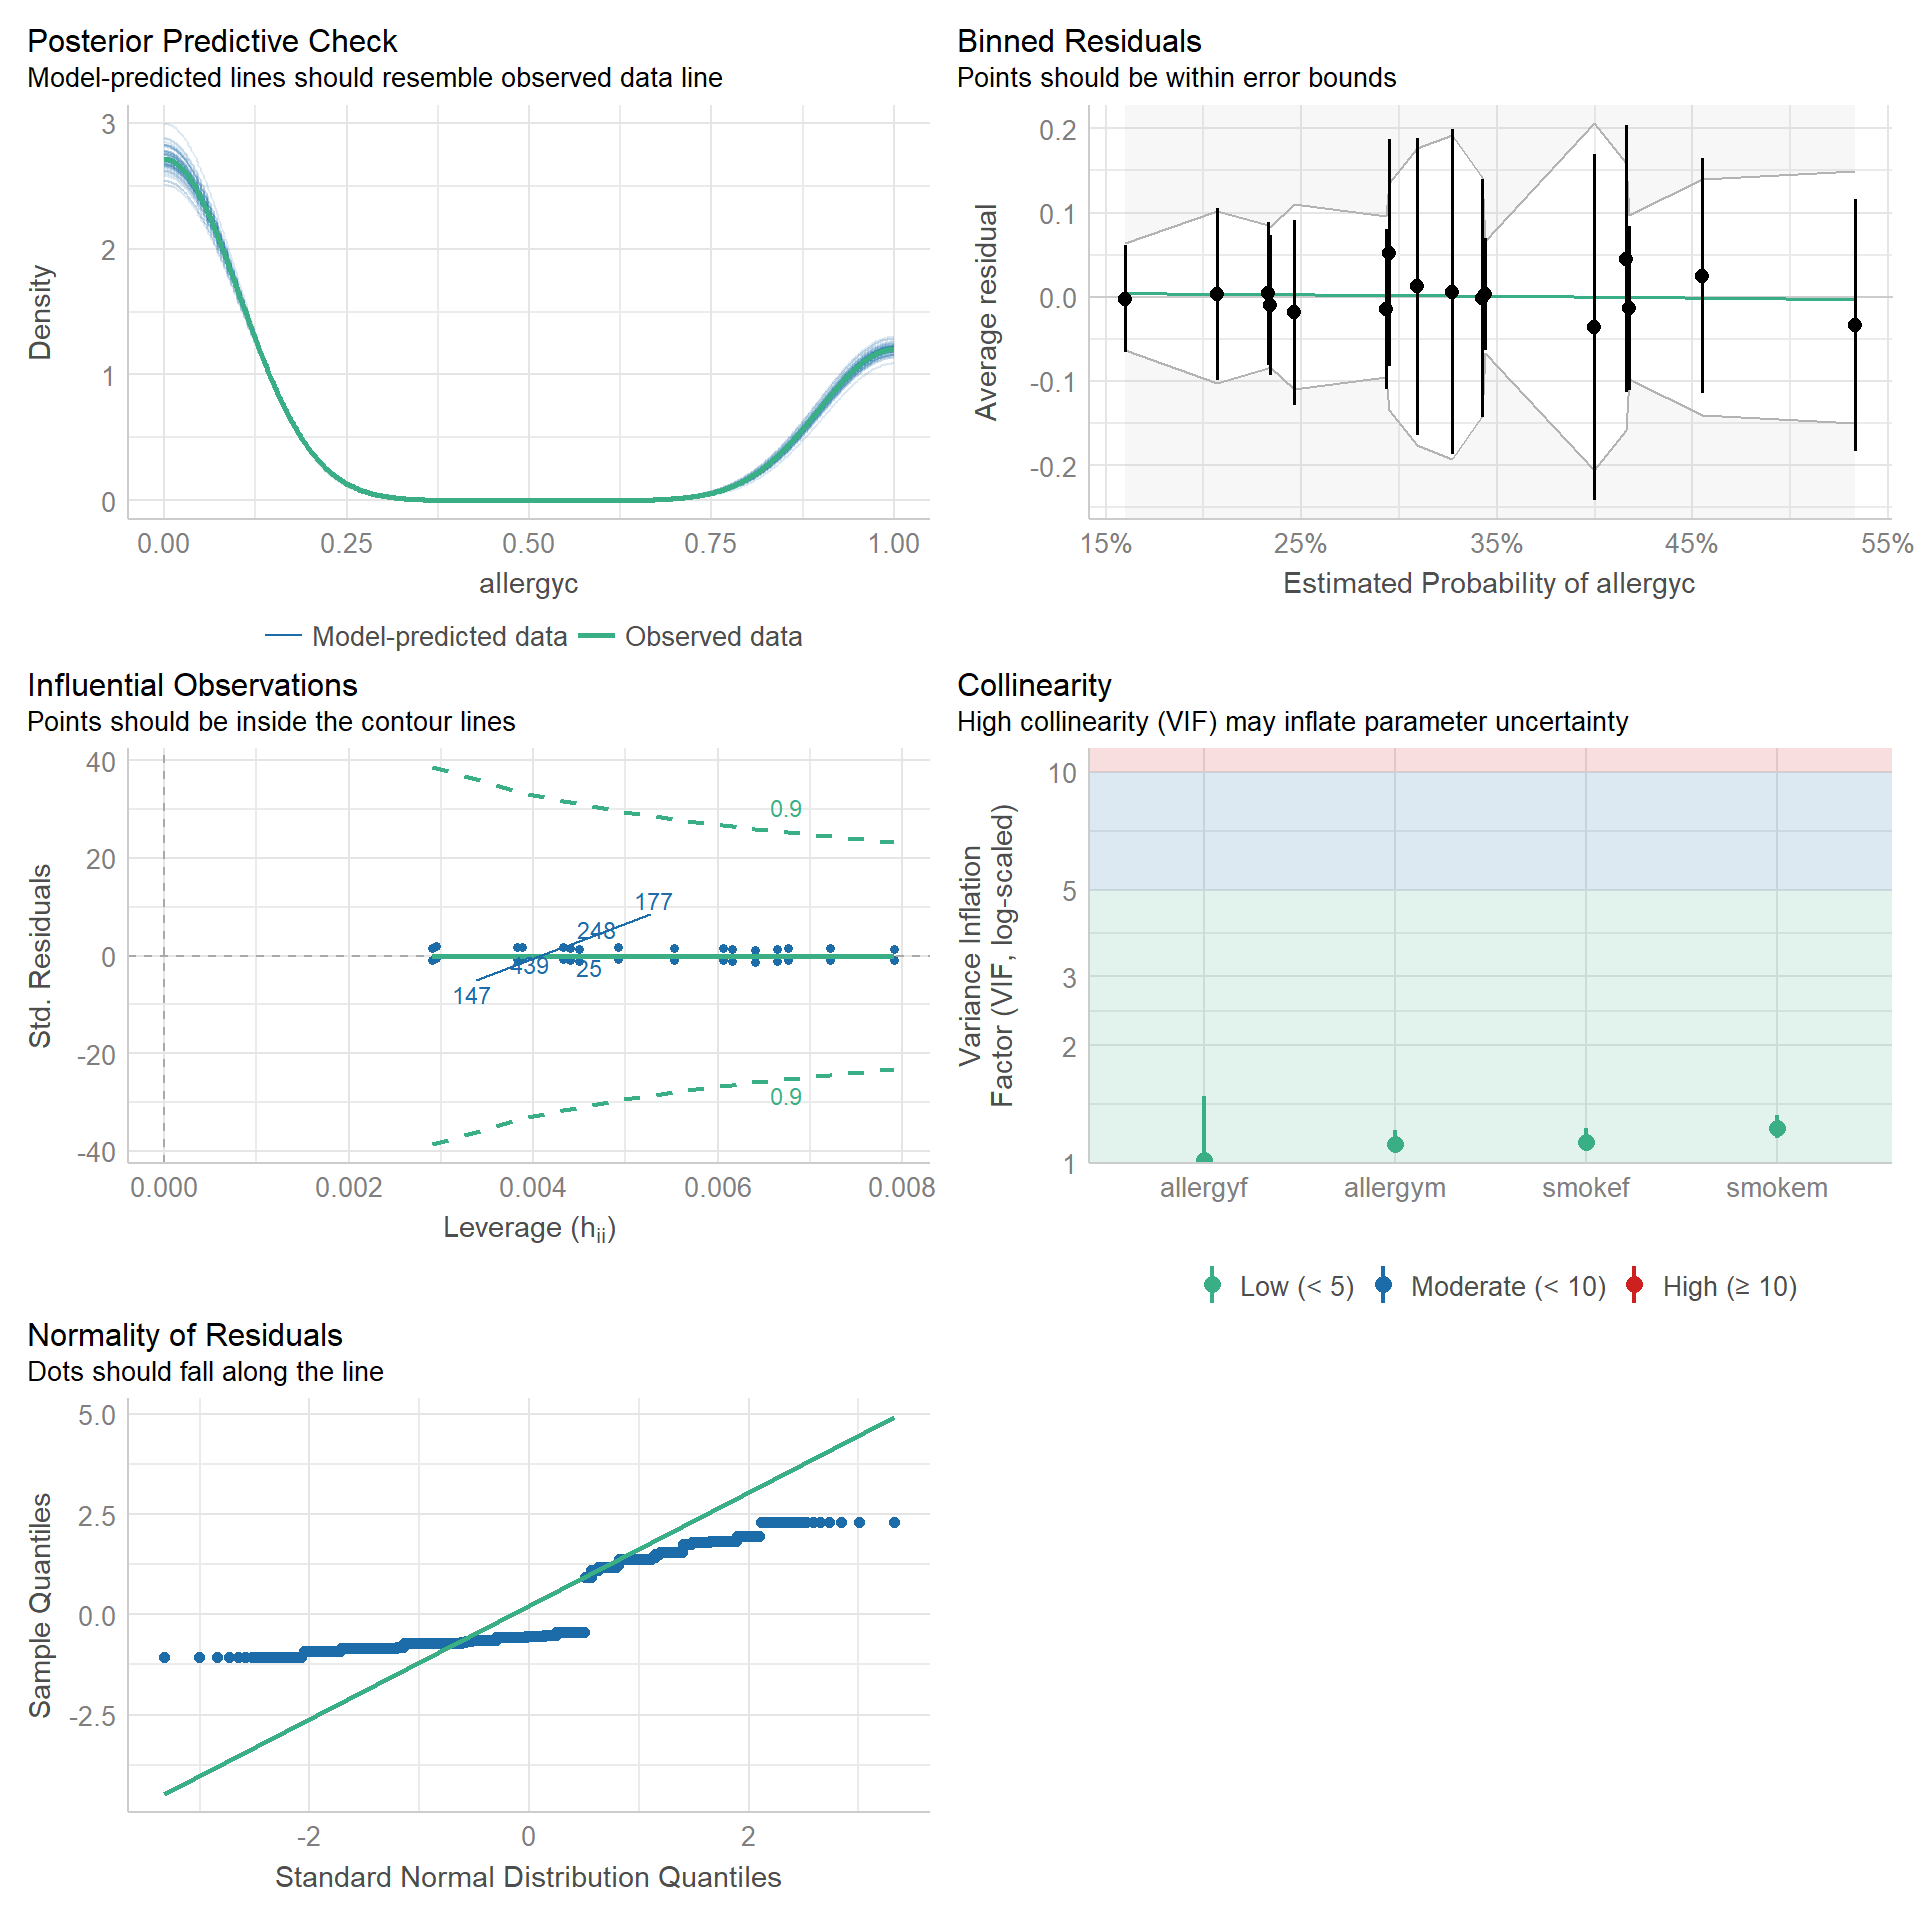 Posterior Predictive Check
Model-predicted lines should resemble observed data line
3
2
1
0
Density
0.00 0.25 0.50 0.75 1.00
allergyc
Model-predicted data Observed data
Binned Residuals
Points should be within error bounds
0.2
0.1
0.0
-0.1
-0.2
Average residual
15% 25% 35% 45% 55%
Estimated Probability of allergyc
Influential Observations
Points should be inside the contour lines
40
20
0
-20
-40
Std. Residuals
0.9
177
248
439
25
147
0.9
0.000 0.002 0.004 0.006 0.008
Leverage (hii)
Collinearity
High collinearity (VIF) may inflate parameter uncertainty
10
5
3
2
1
Variance Inflation
Factor (VIF, log-scaled)
allergyf allergym smokef smokem
Low (< 5) Moderate (< 10) High (≥ 10)
Normality of Residuals
Dots should fall along the line
5.0
2.5
0.0
-2.5
Sample Quantiles
-2 0 2
Standard Normal Distribution Quantiles